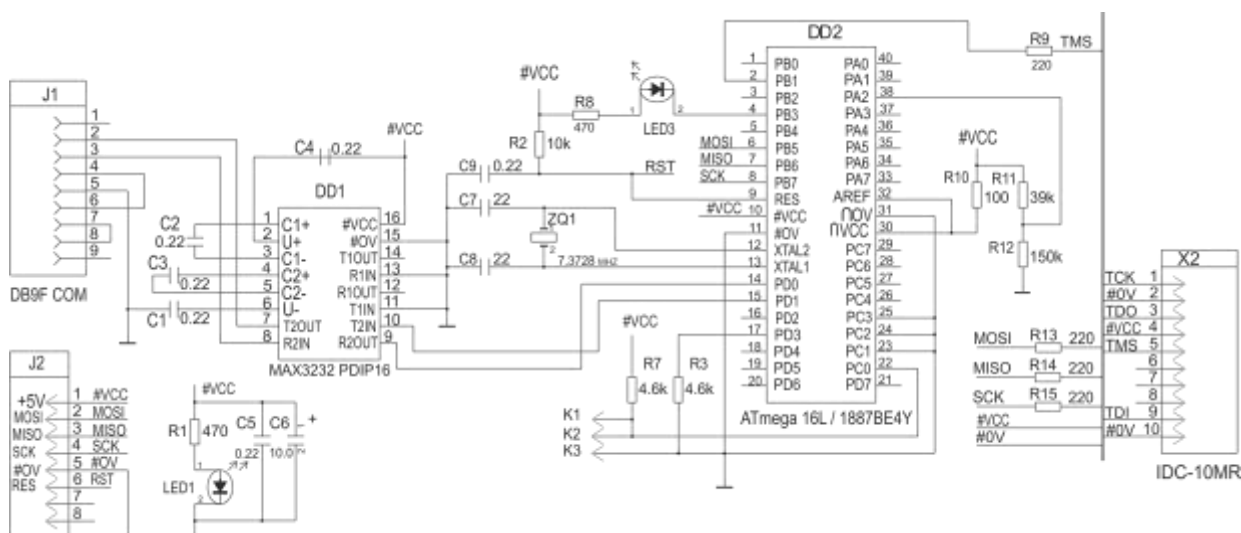 J1
1
2
3
4
5
6
7
8
9
DB9F COM
C2
0.22
C3
0.22
C1
0.22
C4 0.22
#VCC
DD1
1 C1+ #VCC 16
2 U+ #0V 15
3 C1- T1OUT 14
4 C2+ R1IN 13
5 C2- R1OUT 12
6 U- T1IN 11
7 T2OUT T2IN 10
8 R2IN R2OUT 9
MAX3232 PDIP16
J2
+5V 1 #VCC
MOSI 2 MOSI
MISO 3 MISO
SCK 4 SCK
#0V 5 #0V
RES 6 RST
7
8
#VCC
R1 470
C5
0.22
C6
10.0
+
1
2
LED1
#VCC
R8
470
1
2
LED3
R2 10k
C9 0.22
RST
C7 22
ZQ1
1
2
C8 22
7.3728 MHZ
#VCC
R7
4.6k
R3
4.6k
K1
K2
K3
DD2
1 PB0 PA0 40
2 PB1 PA1 39
3 PB2 PA2 38
4 PB3 PA3 37
5 PB4 PA4 36
MOSI 6 PB5 PA5 35
MISO 7 PB6 PA6 34
SCK 8 PB7 PA7 33
9 RES AREF 32
#VCC 10 #VCC ПOV 31
11 #0V ПVCC 30
12 XTAL2 PC7 29
13 XTAL1 PC6 28
14 PD0 PC5 27
15 PD1 PC4 26
16 PD2 PC3 25
17 PD3 PC2 24
18 PD4 PC1 23
19 PD5 PC0 22
20 PD6 PD7 21
ATmega 16L / 1887BE4Y
R9
220
TMS
#VCC
R10
100
R11
39k
R12
150k
MOSI R13 220
MISO R14 220
SCK R15 220
#VCC
#0V
X2
TCK 1
#0V 2
TDO 3
#VCC 4
TMS 5
6
7
8
TDI 9
#0V 10
IDC-10MR